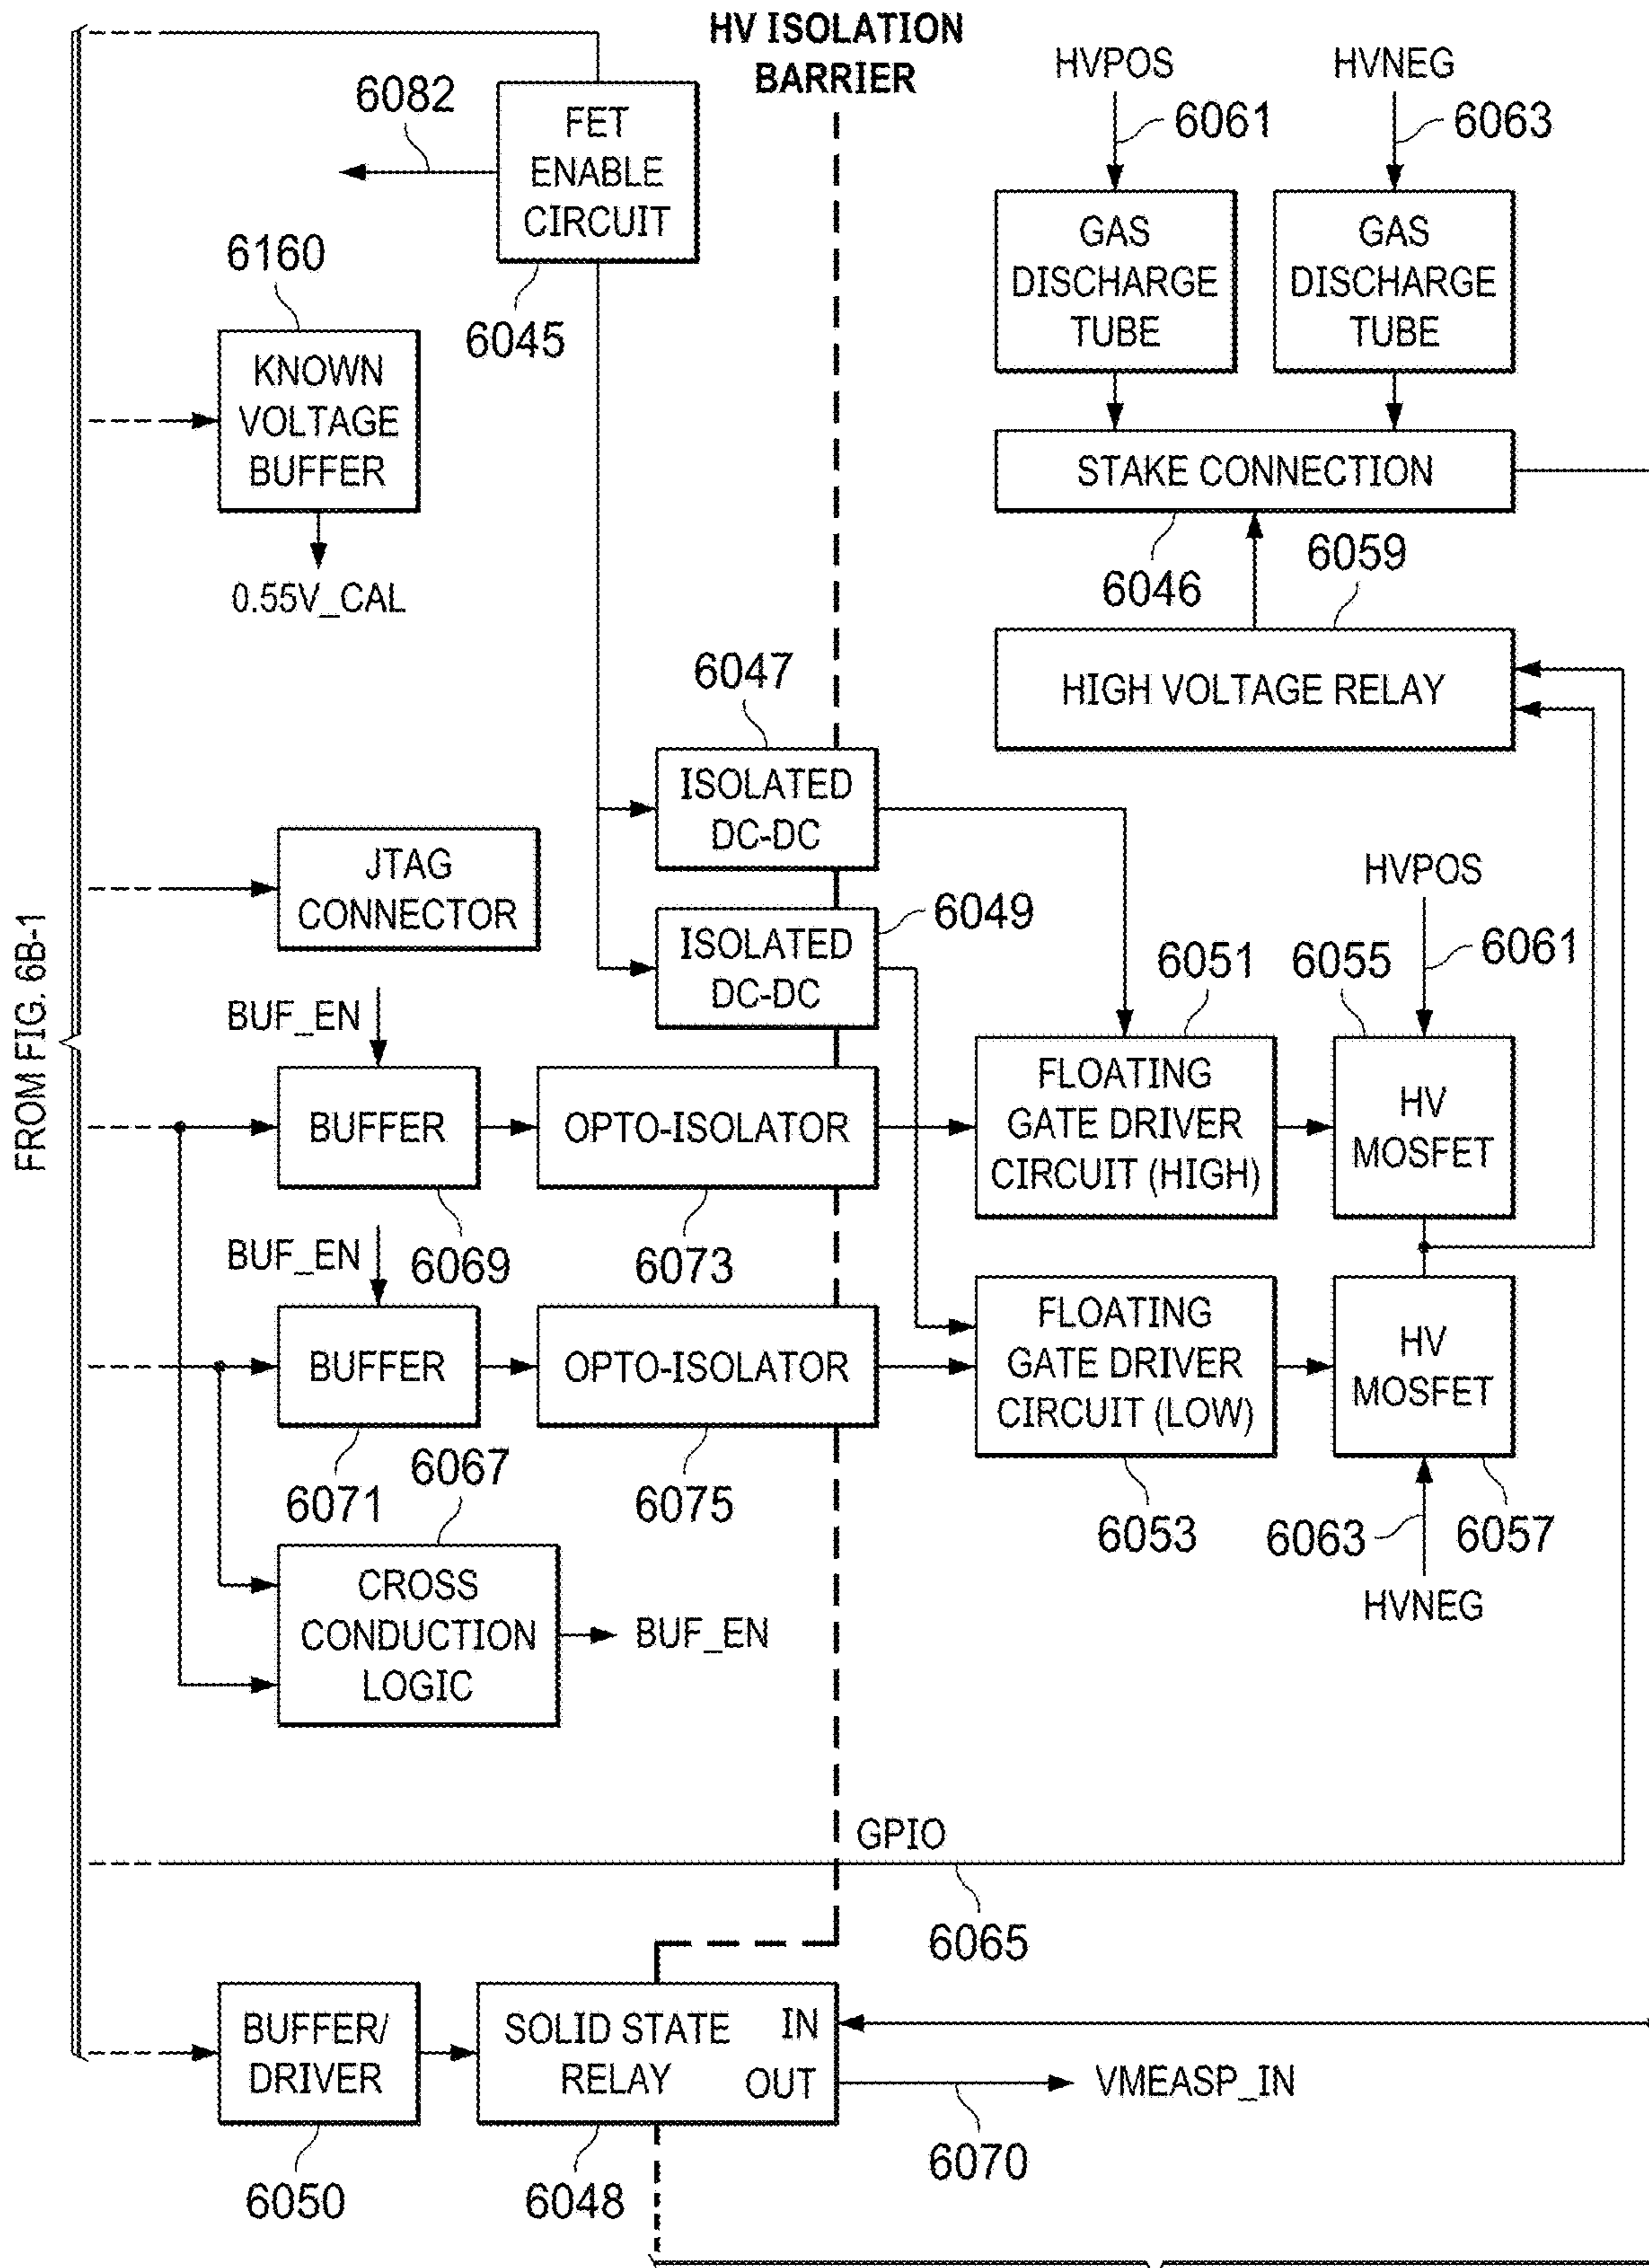 HV ISOLATION
BARRIER
HVPOS
HVNEG
6082
FET
ENABLE
CIRCUIT
6061
6063
GAS
DISCHARGE
TUBE
GAS
DISCHARGE
TUBE
6160
6045
KNOWN
VOLTAGE
BUFFER
STAKE CONNECTION
6046
6059
0.55V_CAL
6047
HIGH VOLTAGE RELAY
ISOLATED
DC-DC
JTAG
CONNECTOR
HVPOS
6049
ISOLATED
DC-DC
6051
6055
6061
FROM FIG. 6B-1
BUF_EN
BUFFER
OPTO-ISOLATOR
FLOATING
GATE DRIVER
CIRCUIT (HIGH)
HV
MOSFET
BUF_EN
6069
6073
BUFFER
OPTO-ISOLATOR
FLOATING
GATE DRIVER
CIRCUIT (LOW)
HV
MOSFET
6071
6067
6075
6053
6063
6057
HVNEG
CROSS
CONDUCTION
LOGIC
BUF_EN
GPIO
6065
BUFFER/
DRIVER
SOLID STATE
RELAY
IN
OUT
VMEASP_IN
6050
6048
6070